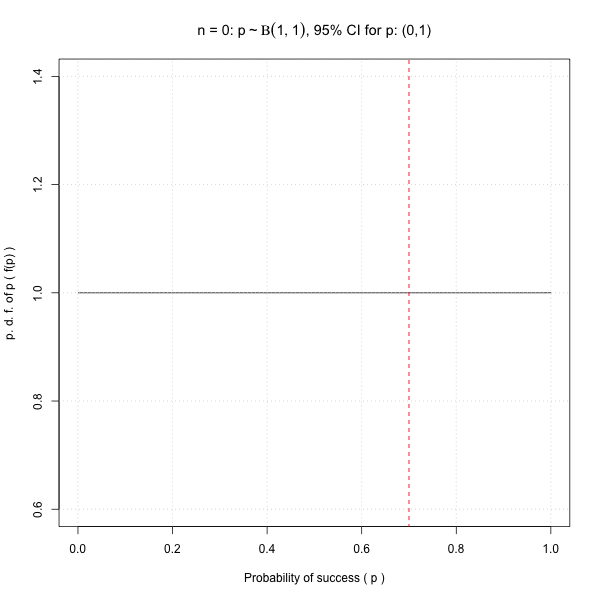 n = 0: p ~ B(1, 1), 95% CI for p: (0,1)
1.4
1.2
1.0
0.8
0.6
p. d. f. of p ( f(p) )
0.0 0.2 0.4 0.6 0.8 1.0
Probability of success ( p )